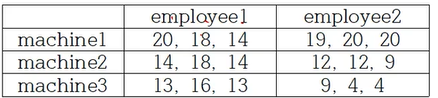 employee1 employee2
machine1 20, 18, 14 19, 20, 20
machine2 14, 18, 14 12, 12, 9
machine3 13, 16, 13 9, 4, 4